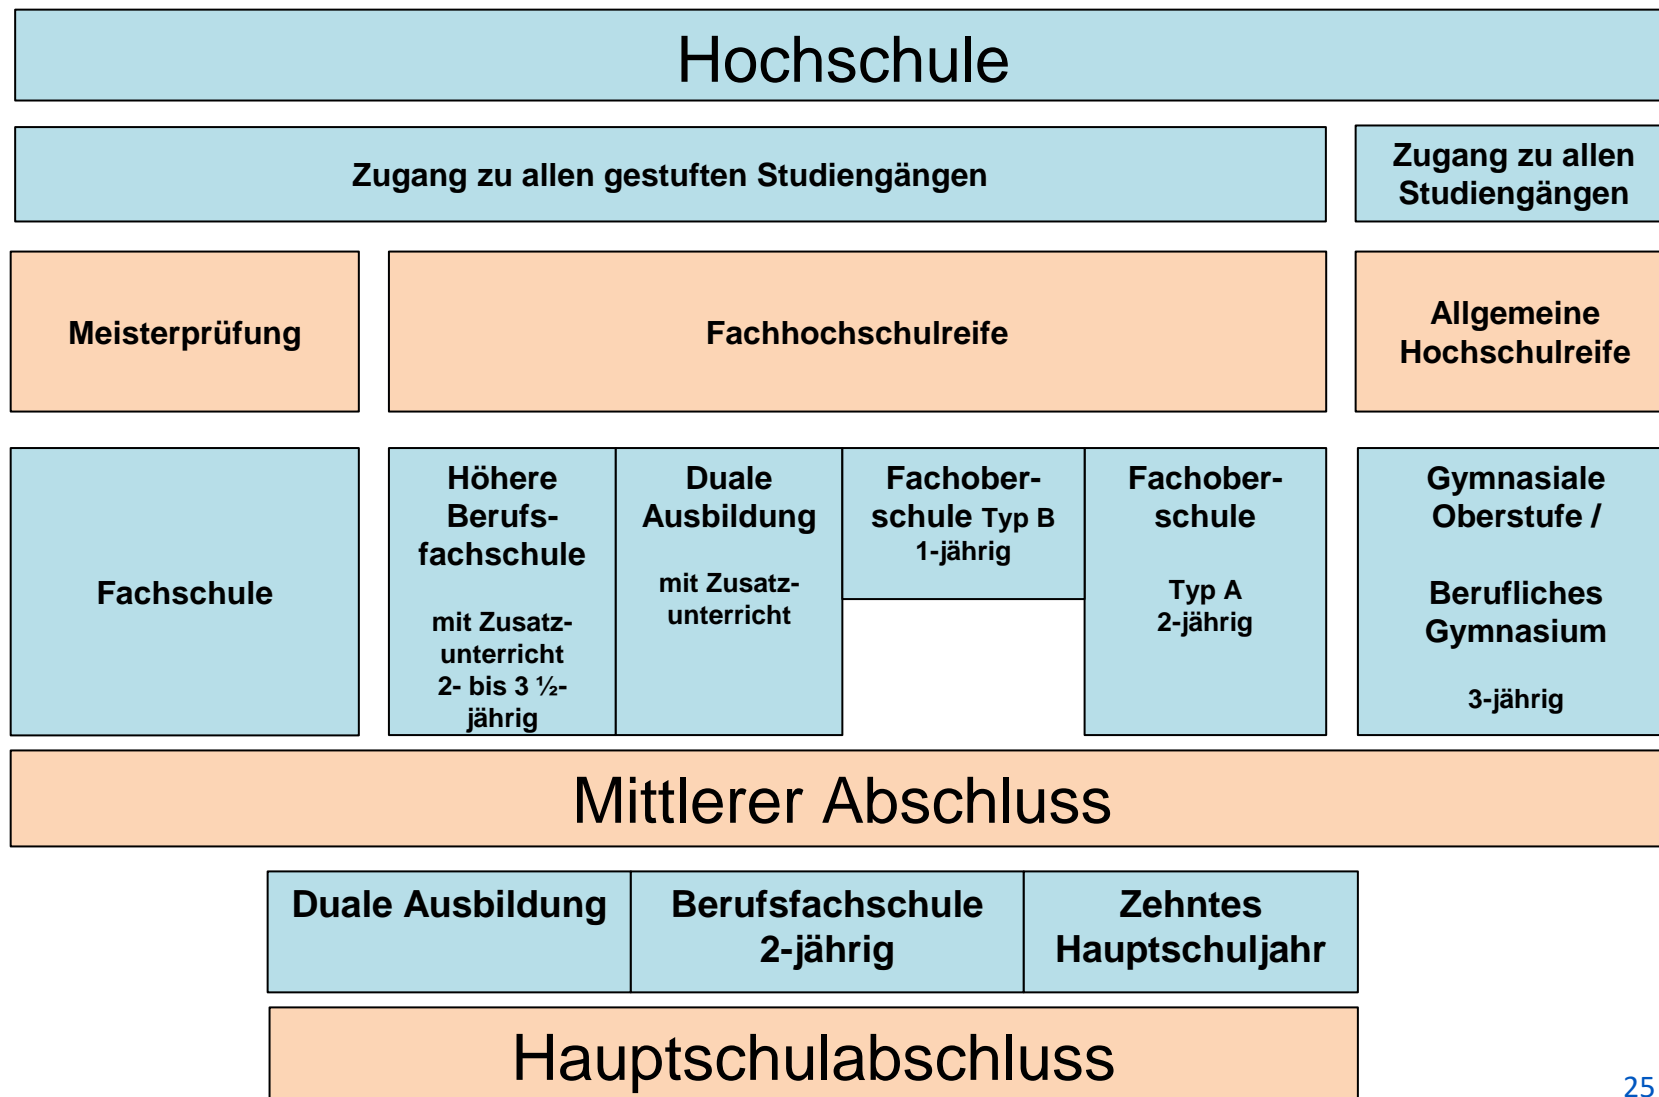 Hochschule
Zugang zu allen gestuften Studiengängen
Zugang zu allen
Studiengängen
Meisterprüfung
Fachhochschulreife
Allgemeine
Hochschulreife
Fachschule
Höhere
Berufs-
fachschule
mit Zusatz-
unterricht
2- bis 3 ½-
jährig
Duale
Ausbildung
mit Zusatz-
unterricht
Fachober-
schule Typ B
1-jährig
Fachober-
schule
Typ A
2-jährig
Gymnasiale
Oberstufe /
Berufliches
Gymnasium
3-jährig
Mittlerer Abschluss
Duale Ausbildung
Berufsfachschule
2-jährig
Zehntes
Hauptschuljahr
Hauptschulabschluss
25